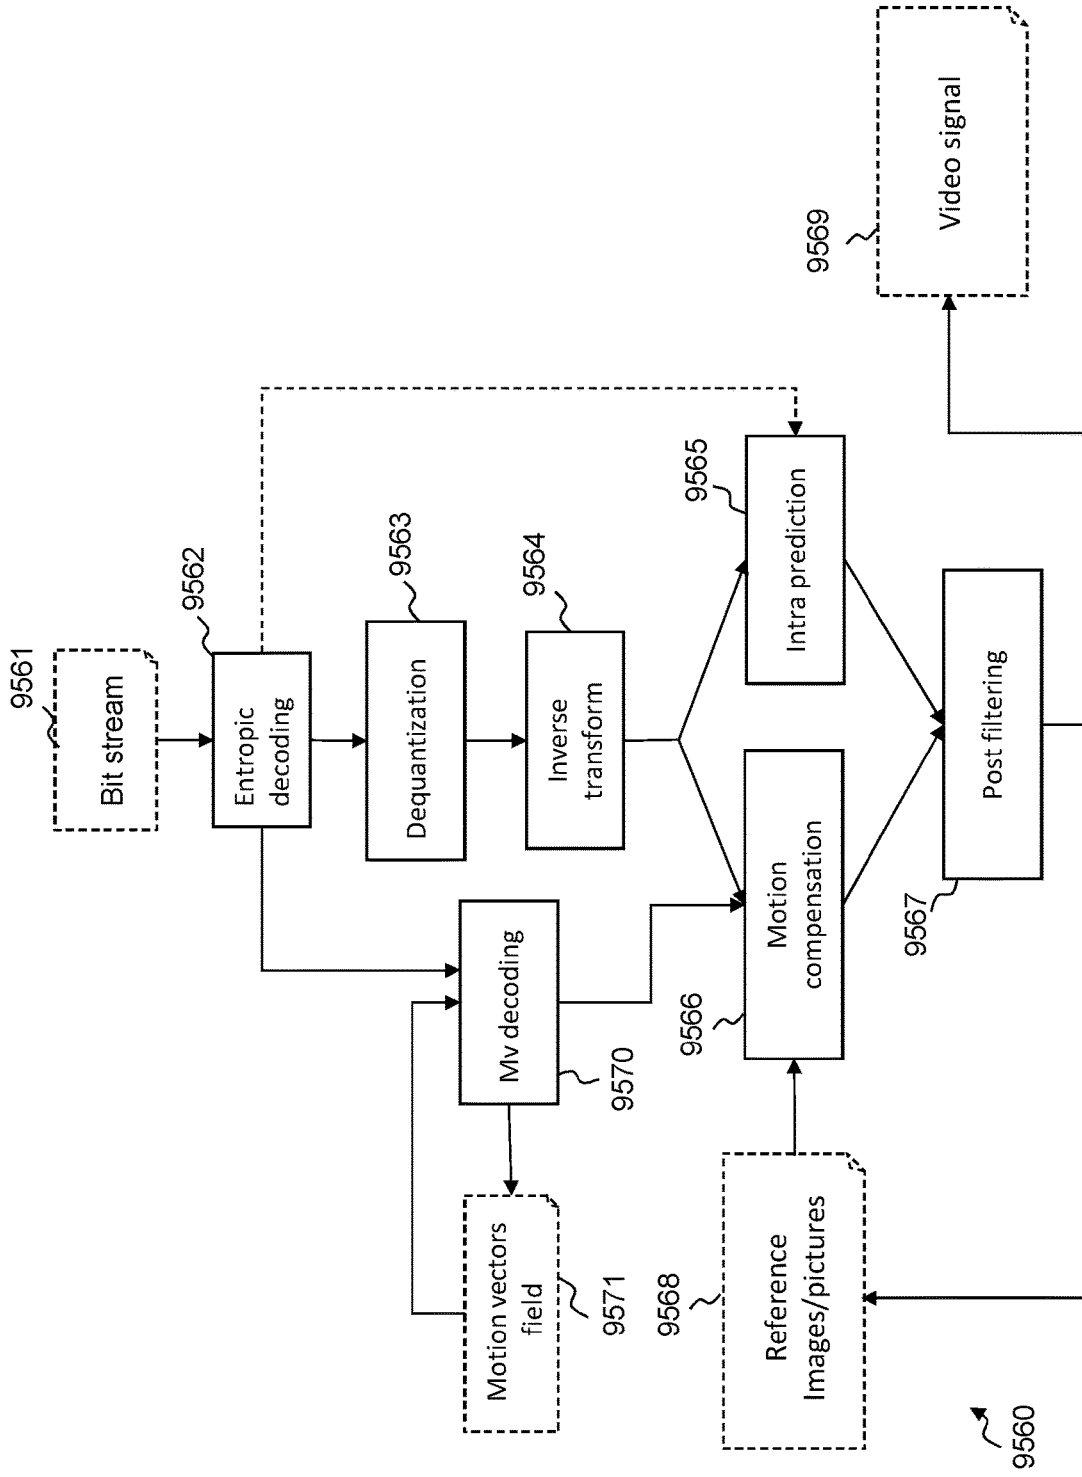 9561
Bit stream
9562
Entropic
decoding
9563
Dequantization
9564
Inverse
transform
9565
Intra prediction
9566
Motion
compensation
9567
Post filtering
9568
Reference
Images/pictures
9569
Video signal
9570
Mv decoding
9571
Motion vectors
field
9560